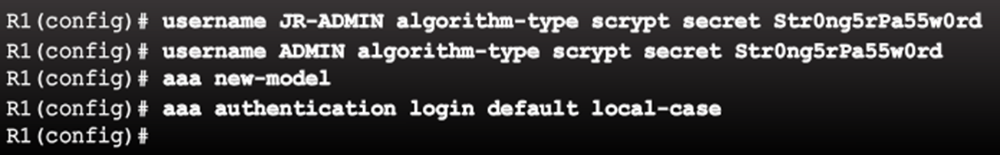 R1(config)# username JR-ADMIN algorithm-type scrypt secret Str0ng5rPa55w0rd
R1(config)# username ADMIN algorithm-type scrypt secret Str0ng5rPa55w0rd
R1(config)# aaa new-model
R1(config)# aaa authentication login default local-case
R1(config)#